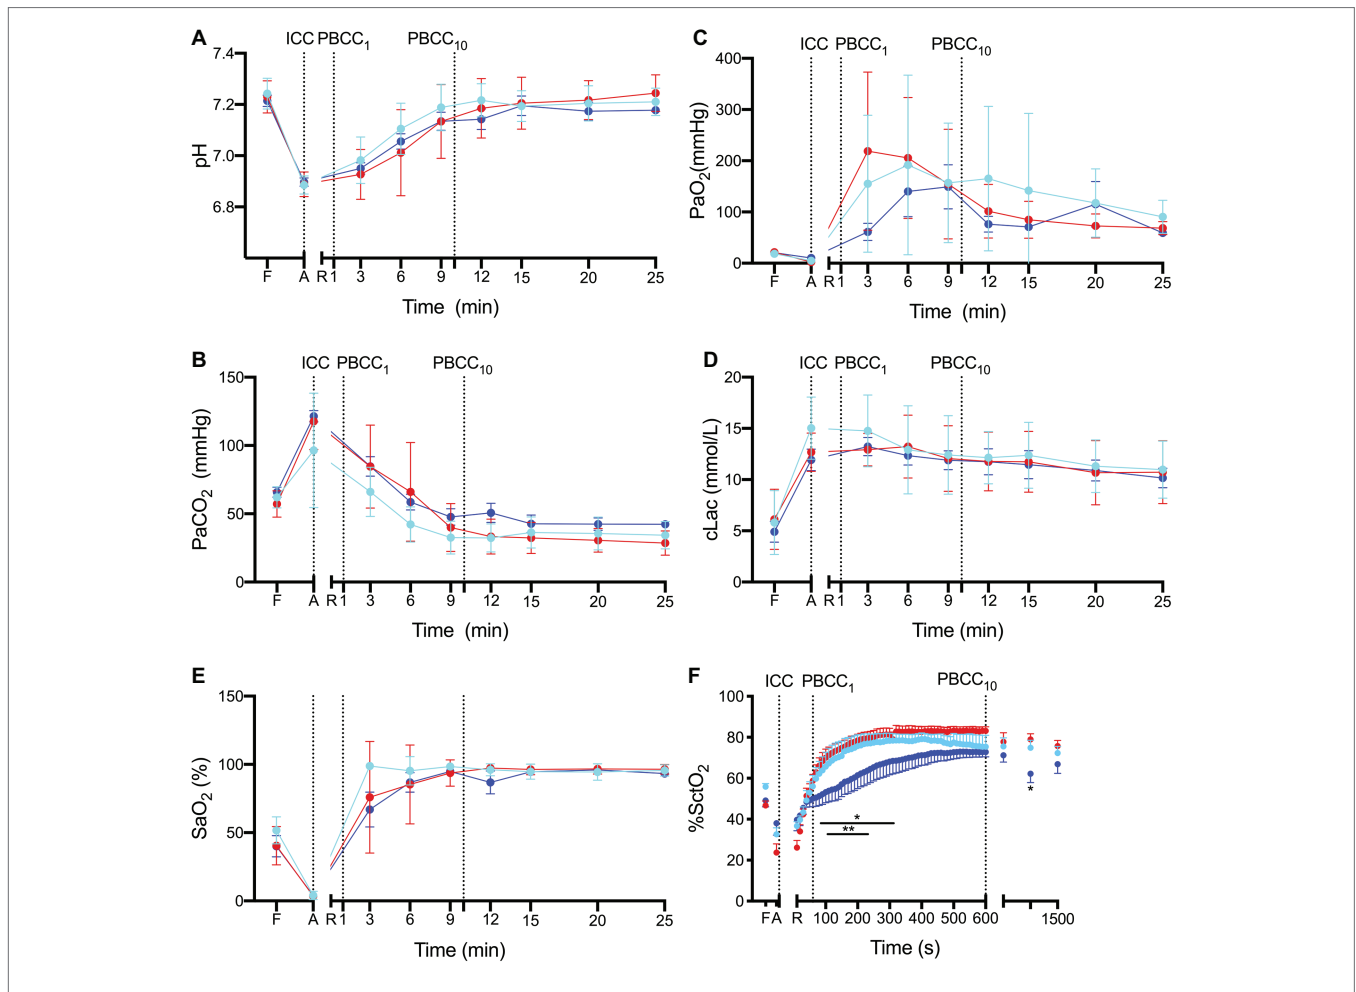 A
ICC PBCC1 PBCC10
7.4
7.2
7.0
6.8
pH
F A R 1 3 6 9 12 15 20 25
Time (min)
C
ICC PBCC1 PBCC10
400
300
200
100
0
PaO2(mmHg)
F A R 1 3 6 9 12 15 20 25
Time (min)
B
ICC PBCC1 PBCC10
150
100
50
0
PaCO2 (mmHg)
F A R 1 3 6 9 12 15 20 25
Time (min)
D
ICC PBCC1 PBCC10
20
15
10
5
0
cLac (mmol/L)
F A R 1 3 6 9 12 15 20 25
Time (min)
E
150
100
50
0
SaO2 (%)
F A R 1 3 6 9 12 15 20 25
Time (min)
F
ICC PBCC1 PBCC10
100
80
60
40
20
0
%SctO2
*
**
*
F A R 100 200 300 400 500 600 1500
Time (s)